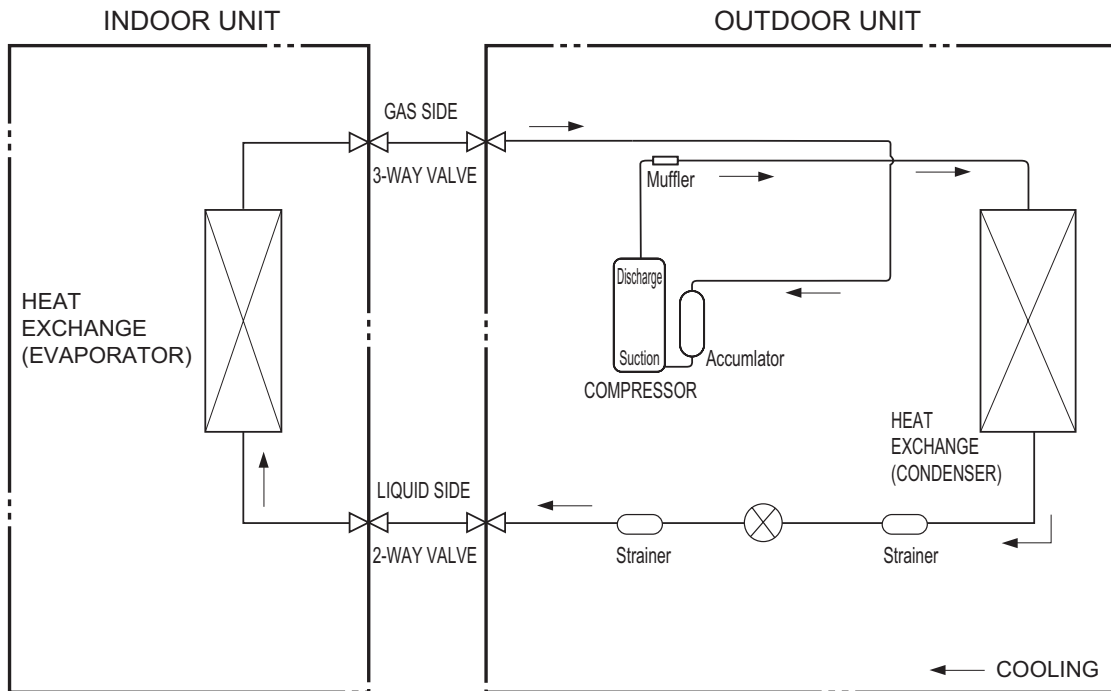 INDOOR UNIT
OUTDOOR UNIT
GAS SIDE
3-WAY VALVE
Muffler
Discharge
Suction
Accumlator
COMPRESSOR
HEAT
EXCHANGE
(EVAPORATOR)
HEAT
EXCHANGE
(CONDENSER)
LIQUID SIDE
2-WAY VALVE
Strainer
Strainer
COOLING